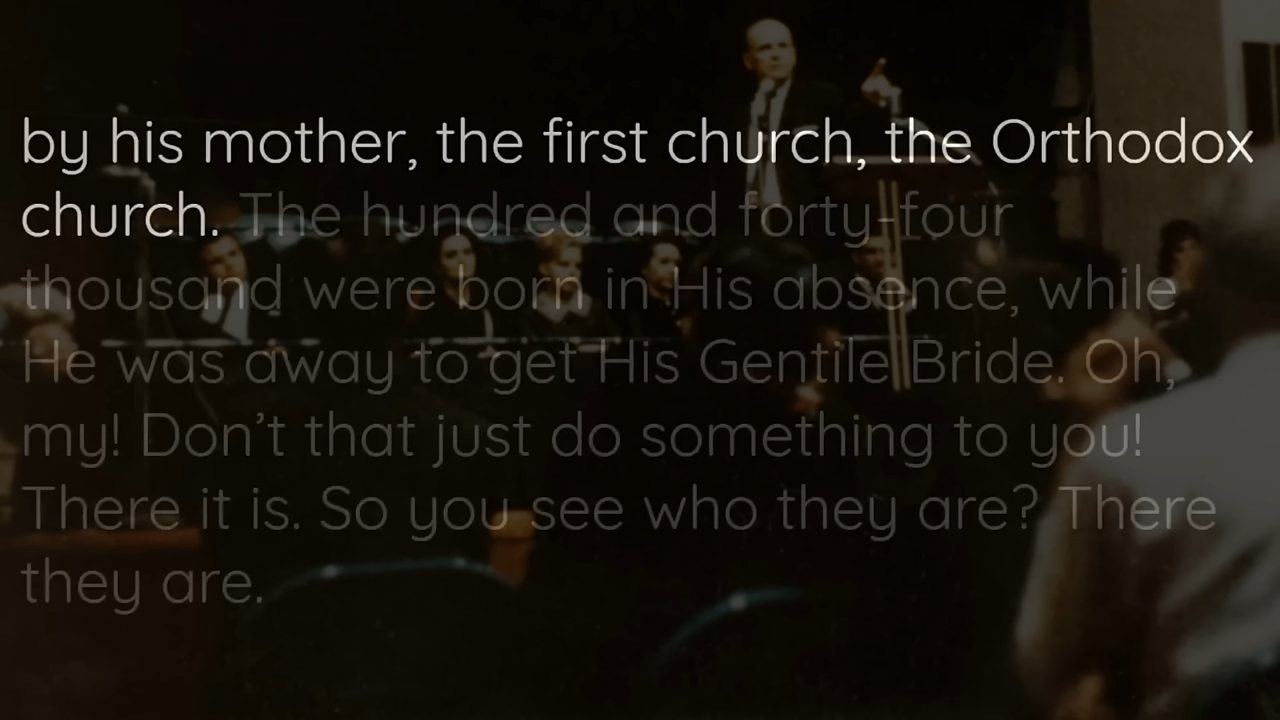 by his mother, the first church, the Orthodox
church. The hundred and forty-four
thousand were born in His absence, while
He was away to get His Gentile Bride. Oh,
my! Don’t that just do something to you!
There it is. So you see who they are? There
they are.